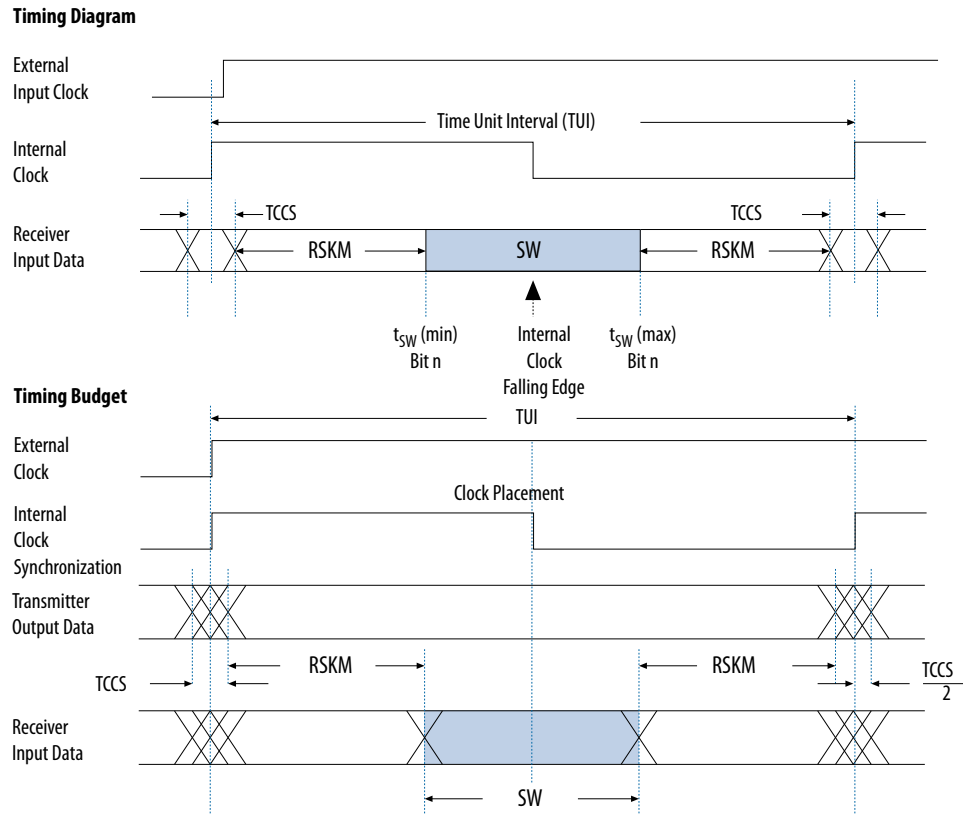 Timing Diagram
External
Input Clock
Time Unit Interval (TUI)
Internal
Clock
TCCS
TCCS
Receiver
Input Data
RSKM
SW
RSKM
tSW (min)
Bit n
Internal
Clock
Falling Edge
tSW (max)
Bit n
Timing Budget
TUI
External
Clock
Clock Placement
Internal
Clock
Synchronization
Transmitter
Output Data
RSKM
RSKM
TCCS
TCCS
2
Receiver
Input Data
SW